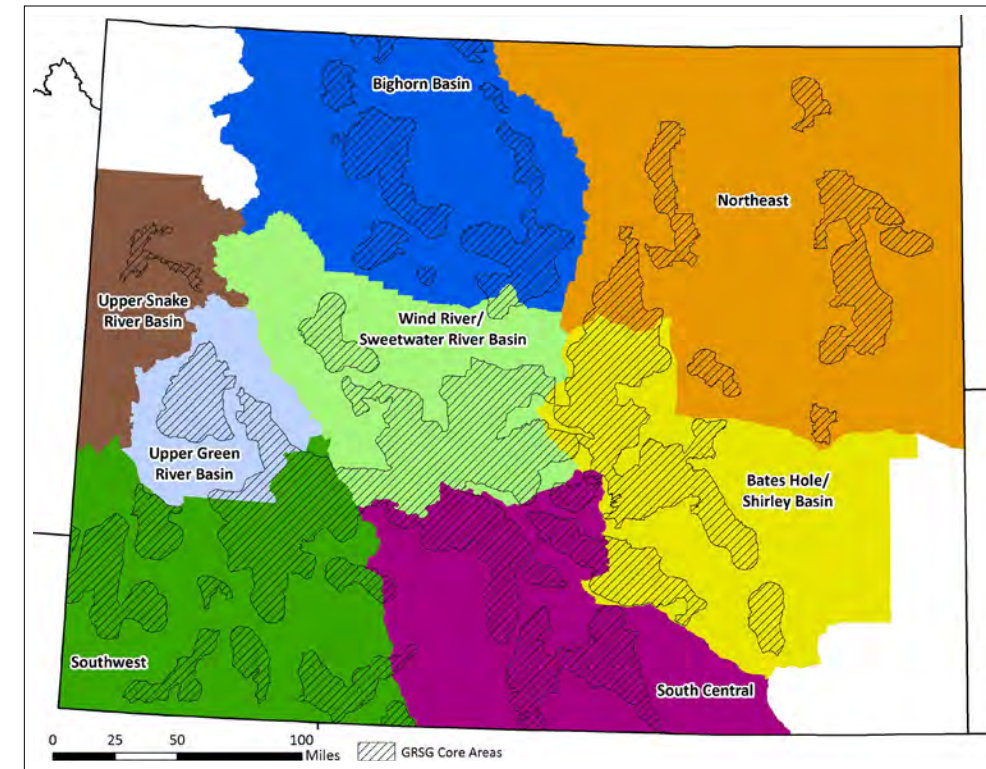 Bighorn Basin
Northeast
Upper Snake
River Basin
Wind River/
Sweetwater River Basin
Upper Green
River Basin
Bates Hole/
Shirley Basin
Southwest
South Central
0 25 50 100
Miles
GRSG Core Areas